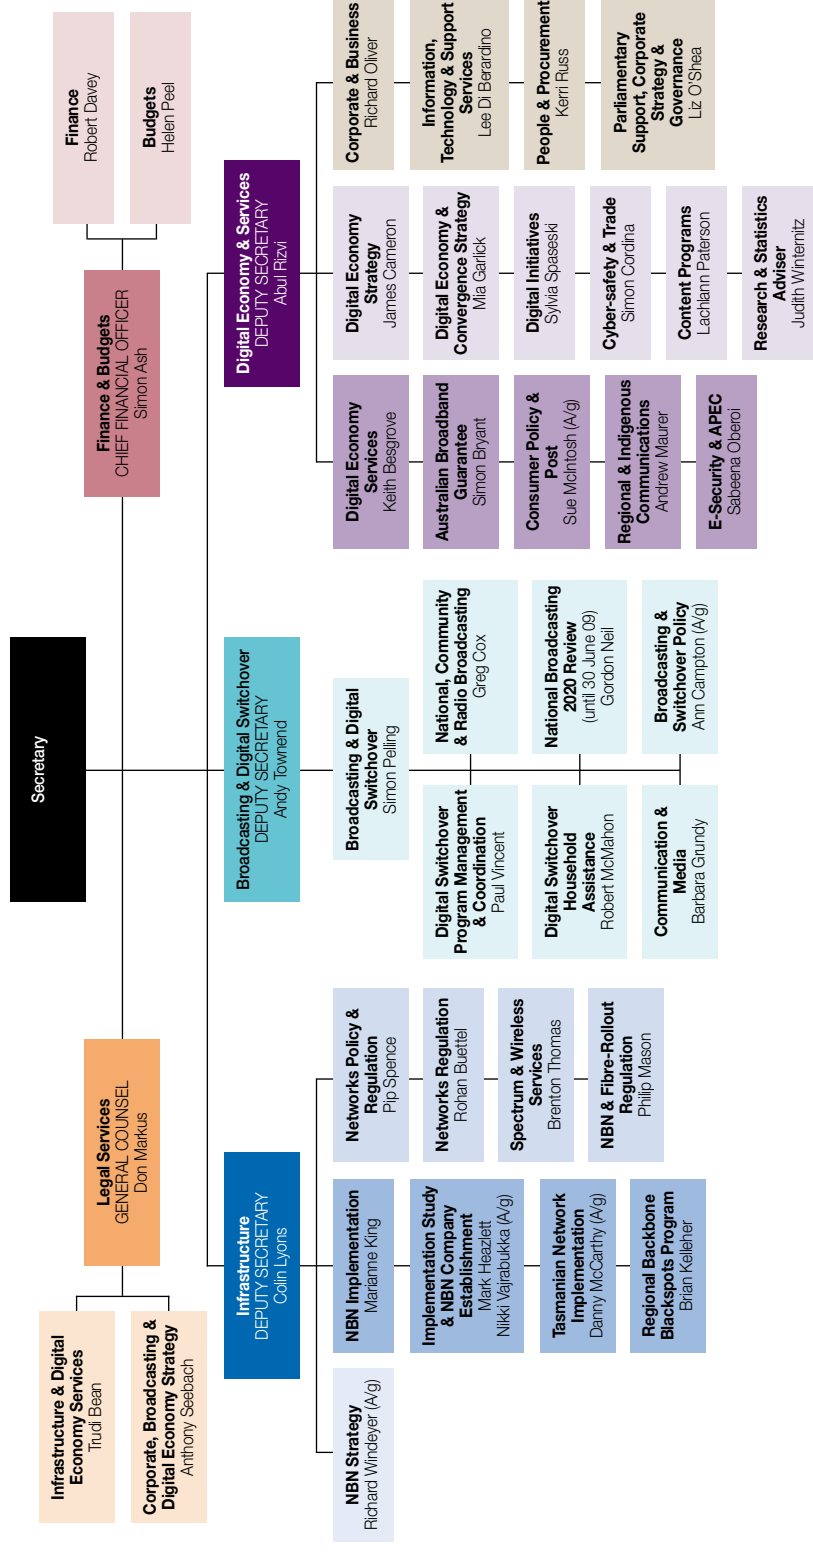 Secretary
Legal Services
GENERAL COUNSEL
Don Markus
Infrastructure & Digital
Economy Services
Trudi Bean
Corporate, Broadcasting &
Digital Economy Strategy
Anthony Seebach
Finance & Budgets
CHIEF FINANCIAL OFFICER
Simon Ash
Finance
Robert Davey
Budgets
Helen Peel
Infrastructure
DEPUTY SECRETARY
Colin Lyons
NBN Strategy
Richard Windeyer (A/g)
NBN Implementation
Marianne King
Implementation Study
& NBN Company
Establishment
Mark Heazlett
Nikki Vajrabukka (A/g)
Tasmanian Network
Implementation
Danny McCarthy (A/g)
Regional Backbone
Blackspots Program
Brian Kelleher
Networks Policy &
Regulation
Pip Spence
Networks Regulation
Rohan Buettel
Spectrum & Wireless
Services
Brenton Thomas
NBN & Fibre-Rollout
Regulation
Philip Mason
Broadcasting & Digital Switchover
DEPUTY SECRETARY
Andy Townend
Broadcasting & Digital
Switchover
Simon Pelling
Digital Switchover
Program Management
& Coordination
Paul Vincent
National, Community
& Radio Broadcasting
Greg Cox
Digital Switchover
Household
Assistance
Robert McMahon
National Broadcasting
2020 Review
(until 30 June 09)
Gordon Neil
Communication &
Media
Barbara Grundy
Broadcasting &
Switchover Policy
Ann Campton (A/g)
Digital Economy & Services
DEPUTY SECRETARY
Abul Rizvi
Digital Economy
Services
Keith Besgrove
Australian Broadband
Guarantee
Simon Bryant
Consumer Policy &
Post
Sue McIntosh (A/g)
Regional & Indigenous
Communications
Andrew Maurer
E-Security & APEC
Sabeena Oberoi
Digital Economy
Strategy
James Cameron
Digital Economy &
Convergence Strategy
Mia Garlick
Digital Initiatives
Sylvia Spaseski
Cyber-safety & Trade
Simon Cordina
Content Programs
Lachlann Paterson
Research & Statistics
Adviser
Judith Winternitz
Corporate & Business
Richard Oliver
Information,
Technology & Support
Services
Lee Di Berardino
People & Procurement
Kerri Russ
Parliamentary
Support, Corporate
Strategy &
Governance
Liz O'Shea